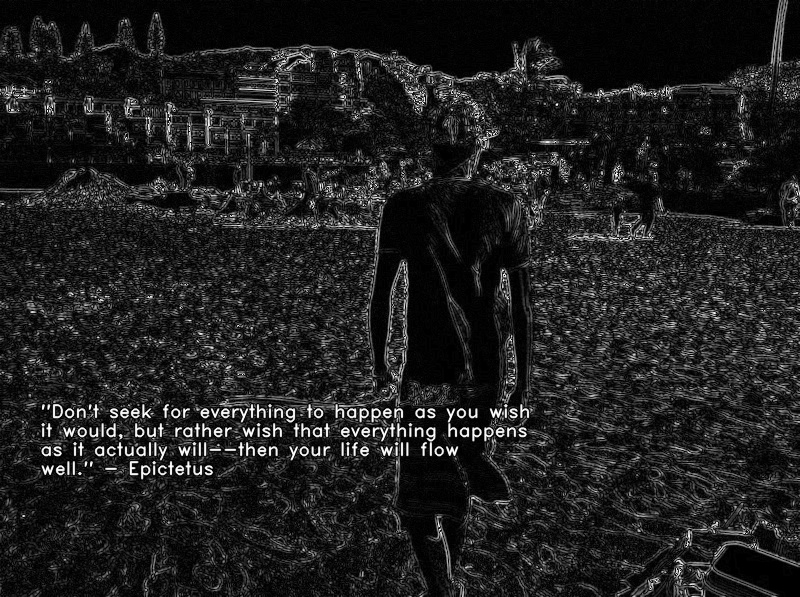 "Don't seek for everything to happen as you wish
it would, but rather wish that everything happens
as it actually will--then your life will flow
well." - Epictetus